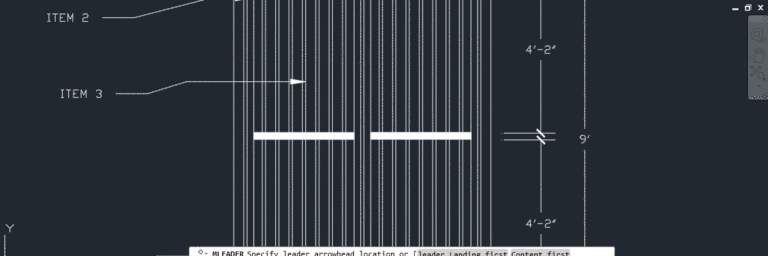 ITEM 2
4'-2"
ITEM 3
9'
4'-2"
Y
MLEADER Specify leader arrowhead location or [leader Landing first Content first